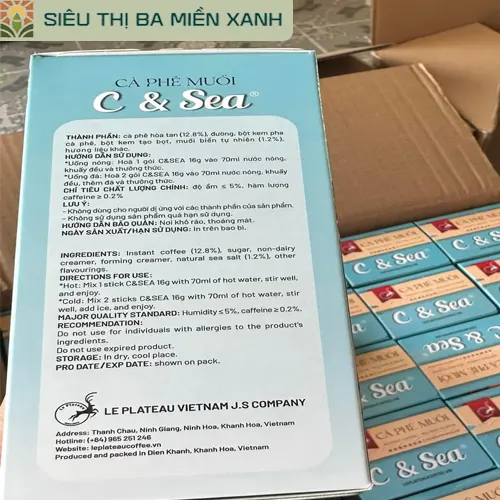 SIÊU THỊ BA MIỀN XANH
CÀ PHÊ MUỐI
C & Sea®
THÀNH PHẦN: cà phê hòa tan (12.8%), đường, bột kem pha
cà phê, bột kem tạo bọt, muối biển tự nhiên (1.2%),
hương liệu khác.
HƯỚNG DẪN SỬ DỤNG:
*Uống nóng: Hoà 1 gói C&SEA 16g vào 70ml nước nóng,
khuấy đều và thưởng thức.
*Uống đá: Hoà 2 gói C&SEA 16g vào 70ml nước nóng, khuấy
đều, thêm đá và thưởng thức.
CHỈ TIÊU CHẤT LƯỢNG CHÍNH: độ ẩm ≤ 5%, hàm lượng
caffeine ≥ 0.2%
LƯU Ý:
- Không dùng cho người dị ứng với các thành phần của sản phẩm.
- Không sử dụng sản phẩm quá hạn sử dụng.
HƯỚNG DẪN BẢO QUẢN: Nơi khô ráo, thoáng mát.
NGÀY SẢN XUẤT/HẠN SỬ DỤNG: In trên bao bì.
INGREDIENTS: Instant coffee (12.8%), sugar, non-dairy
creamer, forming creamer, natural sea salt (1.2%), other
flavourings.
DIRECTIONS FOR USE:
*Hot: Mix 1 stick C&SEA 16g with 70ml of hot water, stir well,
and enjoy.
*Cold: Mix 2 sticks C&SEA 16g with 70ml of hot water, stir
well, add ice, and enjoy.
MAJOR QUALITY STANDARD: Humidity ≤ 5%, caffeine ≥ 0.2%.
RECOMMENDATION:
Do not use for individuals with allergies to the product's
ingredients.
Do not use expired product.
STORAGE: In dry, cool place.
PRO DATE/EXP DATE: shown on pack.
LE PLATEAU
LE PLATEAU VIETNAM J.S COMPANY
Address: Thanh Chau, Ninh Giang, Ninh Hoa, Khanh Hoa, Vietnam
Hotline: (+84) 965 251 246
Website: leplateaucoffee.vn
Produced and packed in Dien Khanh, Khanh Hoa, Vietnam
CÀ PHÊ MUỐI
C & Sea
CÀ PHÊ MUỐI
C & Sea
CÀ PHÊ MUỐI
C & Sea